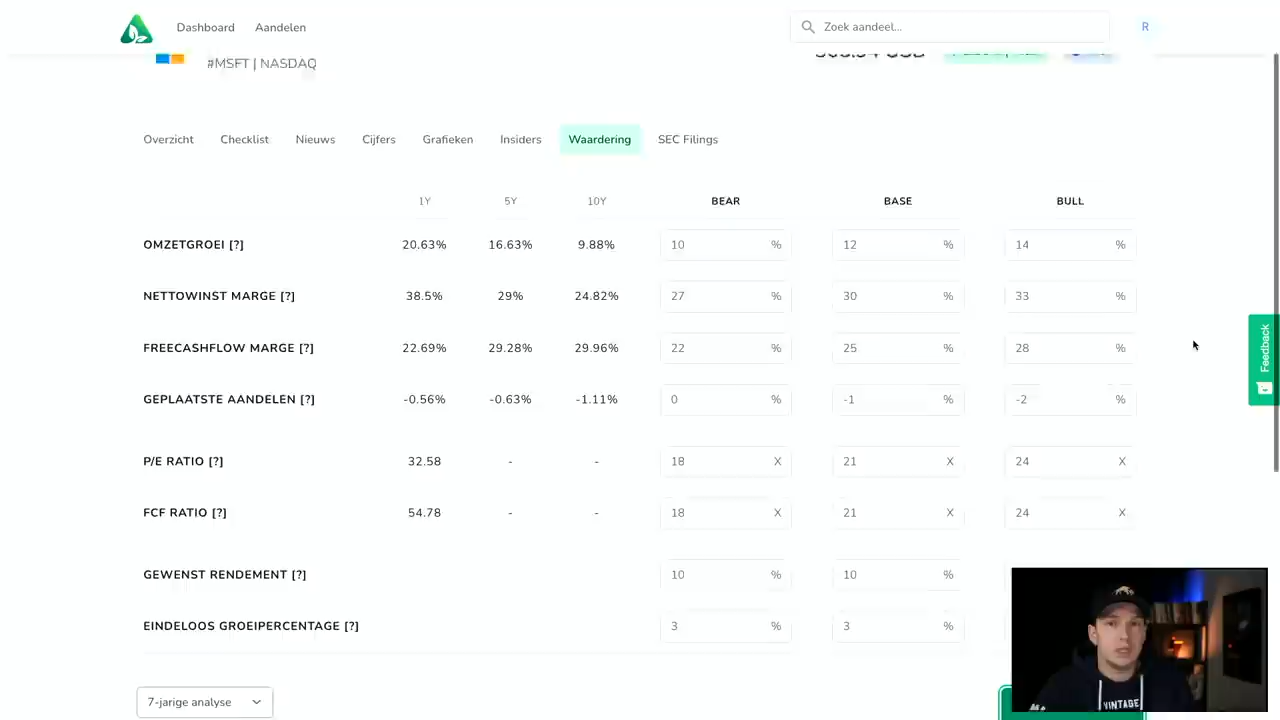 Dashboard Aandelen Zoek aandeel... R
#MSFT | NASDAQ
Overzicht Checklist Nieuws Cijfers Grafieken Insiders Waardering SEC Filings
1Y 5Y 10Y BEAR BASE BULL
OMZETGROEI [?] 20.63% 16.63% 9.88% 10 % 12 % 14 %
NETTOWINST MARGE [?] 38.5% 29% 24.82% 27 % 30 % 33 %
FREECASHFLOW MARGE [?] 22.69% 29.28% 29.96% 22 % 25 % 28 %
GEPLAATSTE AANDELEN [?] -0.56% -0.63% -1.11% 0 % -1 % -2 %
P/E RATIO [?] 32.58 - - 18 X 21 X 24 X
FCF RATIO [?] 54.78 - - 18 X 21 X 24 X
GEWENST RENDEMENT [?] 10 % 10 %
EINDELOOS GROEIPERCENTAGE [?] 3 % 3 %
7-jarige analyse
Feedback
VINTAGE